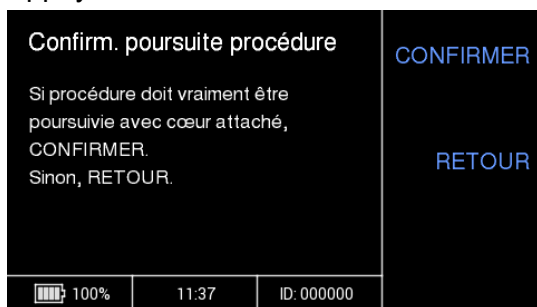 Confirm. poursuite procédure
Si procédure doit vraiment être
poursuivie avec cœur attaché,
CONFIRMER.
Sinon, RETOUR.
CONFIRMER
RETOUR
100%
11:37
ID: 000000